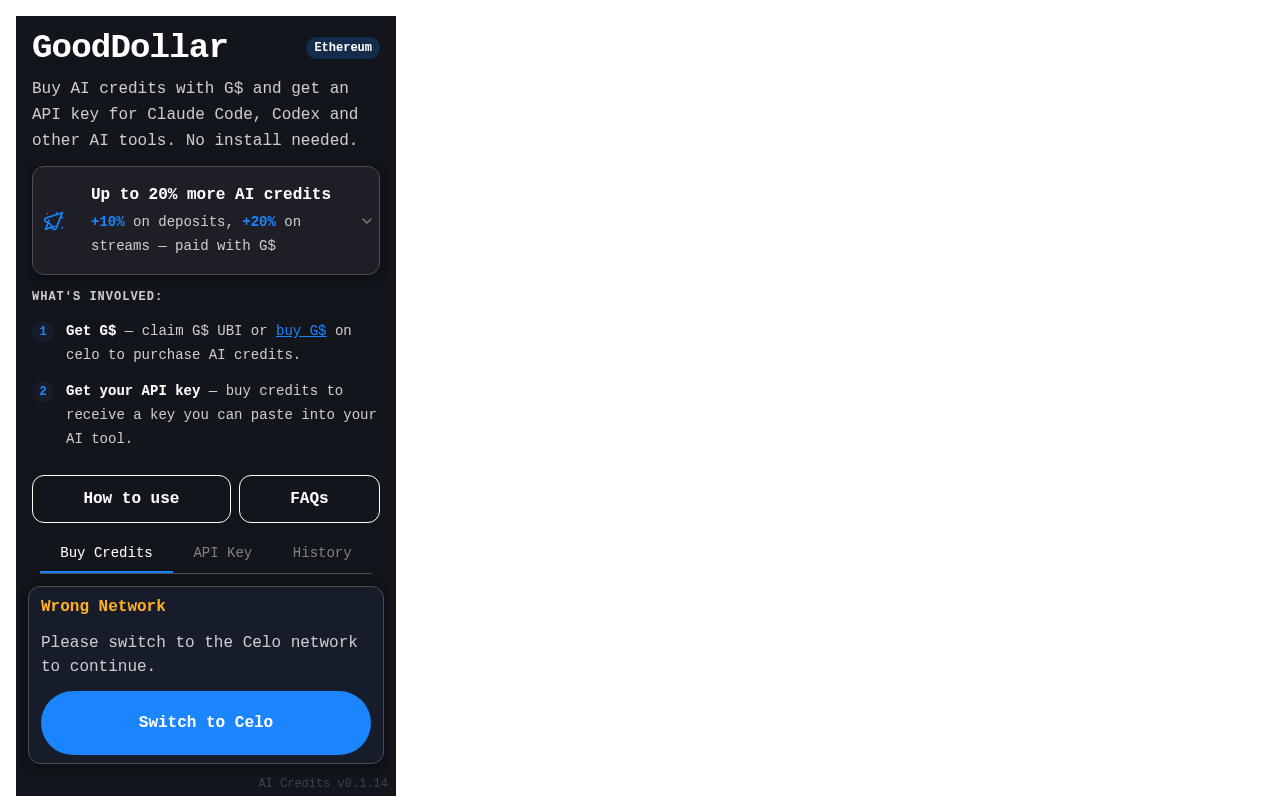 GoodDollar
Ethereum
Buy AI credits with G$ and get an
API key for Claude Code, Codex and
other AI tools. No install needed.
Up to 20% more AI credits
+10% on deposits, +20% on
streams — paid with G$
WHAT'S INVOLVED:
1 Get G$ — claim G$ UBI or buy G$ on
celo to purchase AI credits.
2 Get your API key — buy credits to
receive a key you can paste into your
AI tool.
How to use FAQs
Buy Credits API Key History
Wrong Network
Please switch to the Celo network
to continue.
Switch to Celo
AI Credits v0.1.14